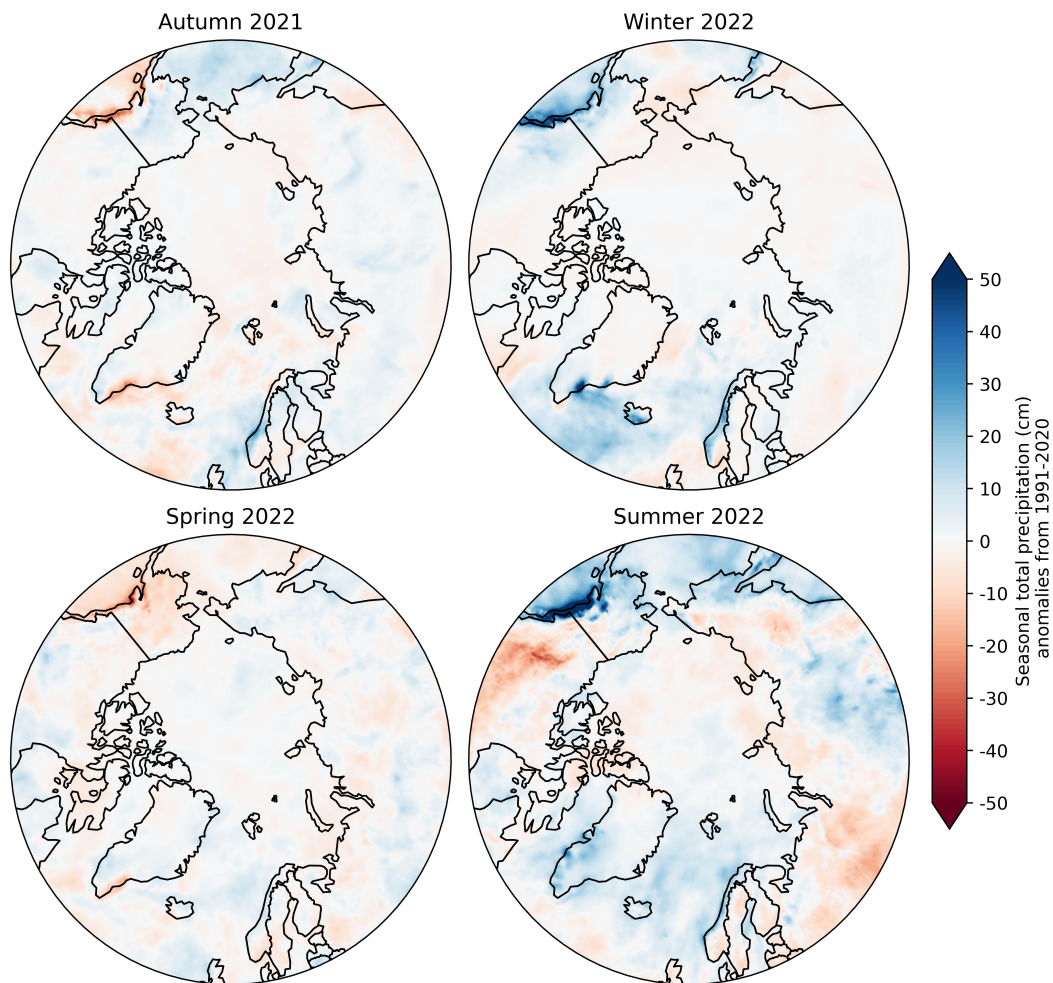 Autumn 2021
Winter 2022
Spring 2022
Summer 2022
50
40
30
20
10
0
-10
-20
-30
-40
-50
Seasonal total precipitation (cm)
anomalies from 1991-2020